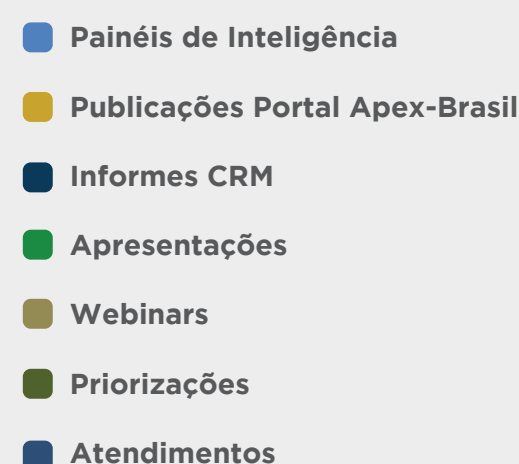 Painéis de Inteligência
Publicações Portal Apex-Brasil
Informes CRM
Apresentações
Webinars
Priorizações
Atendimentos